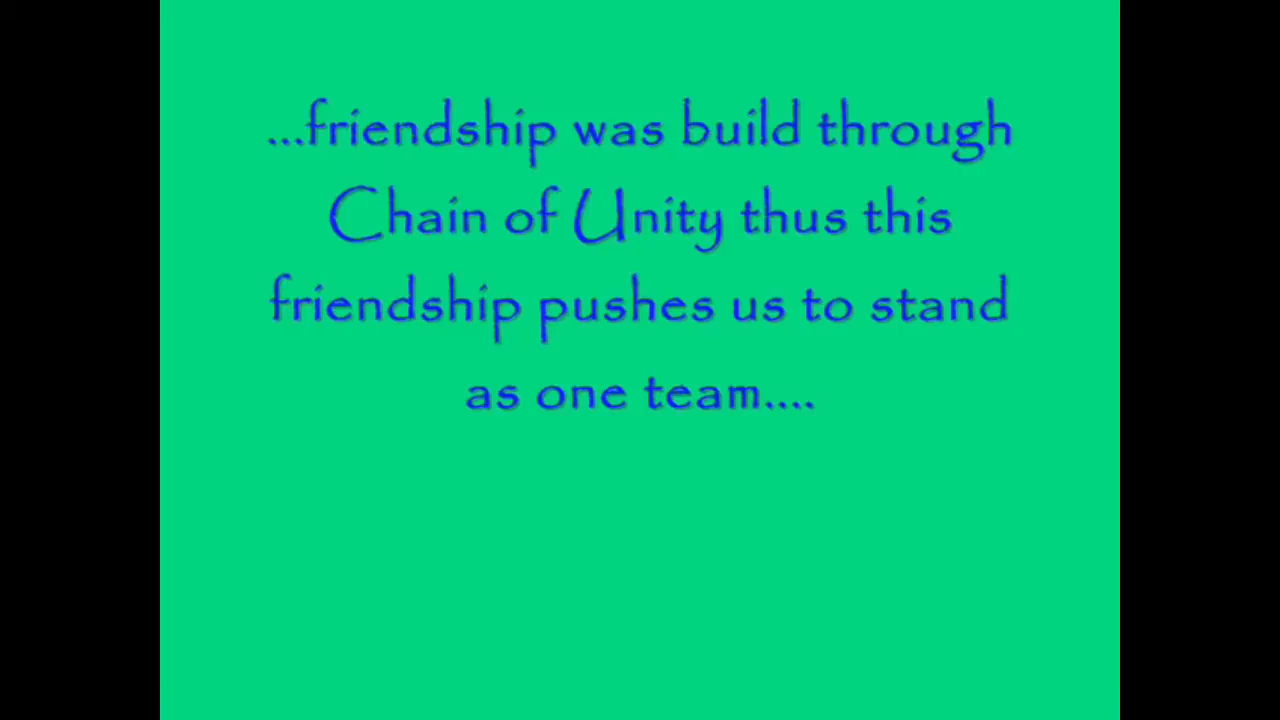 ...friendship was build through
Chain of Unity thus this
friendship pushes us to stand
as one team....